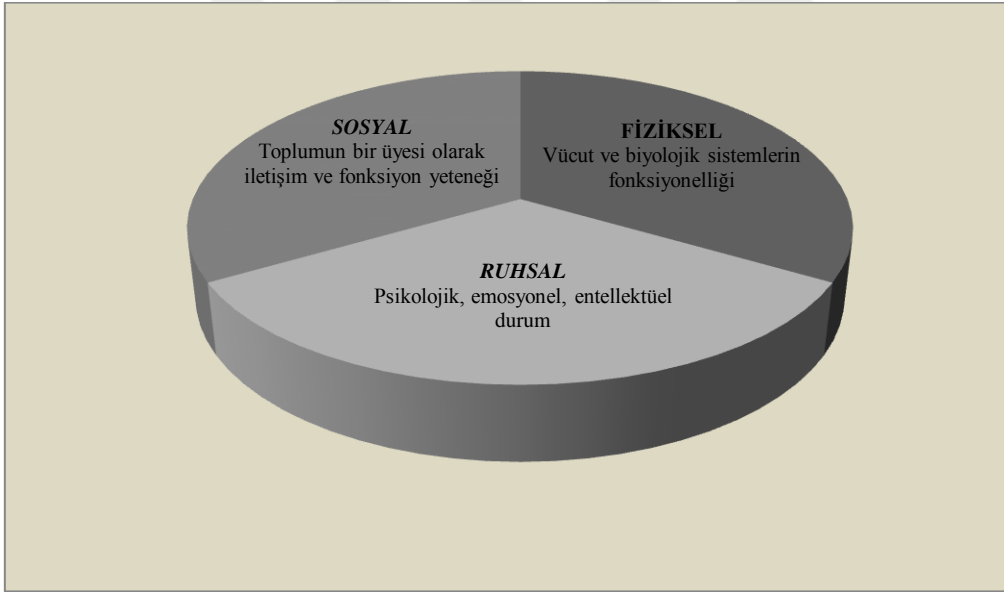 SOSYAL
Toplumun bir üyesi olarak
iletişim ve fonksiyon yeteneği
FİZİKSEL
Vücut ve biyolojik sistemlerin
fonksiyonelliği
RUHSAL
Psikolojik, emosyonel, entellektüel
durum